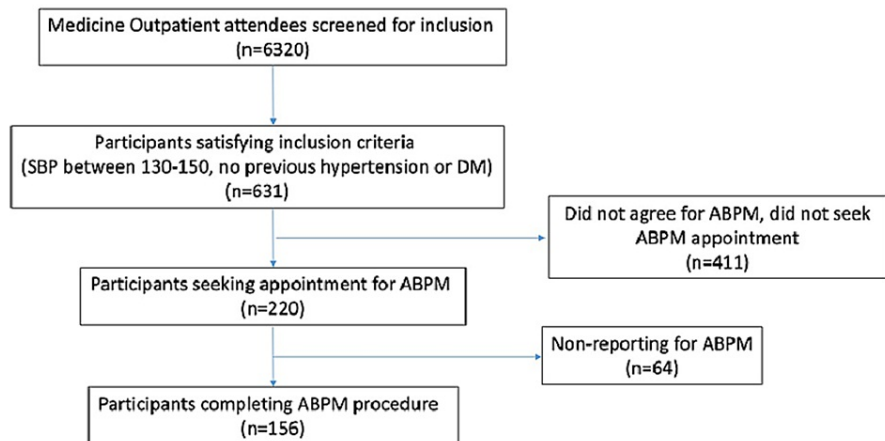 Medicine Outpatient attendees screened for inclusion
(n=6320)
Participants satisfying inclusion criteria
(SBP between 130-150, no previous hypertension or DM)
(n=631)
Did not agree for ABPM, did not seek
ABPM appointment
(n=411)
Participants seeking appointment for ABPM
(n=220)
Non-reporting for ABPM
(n=64)
Participants completing ABPM procedure
(n=156)